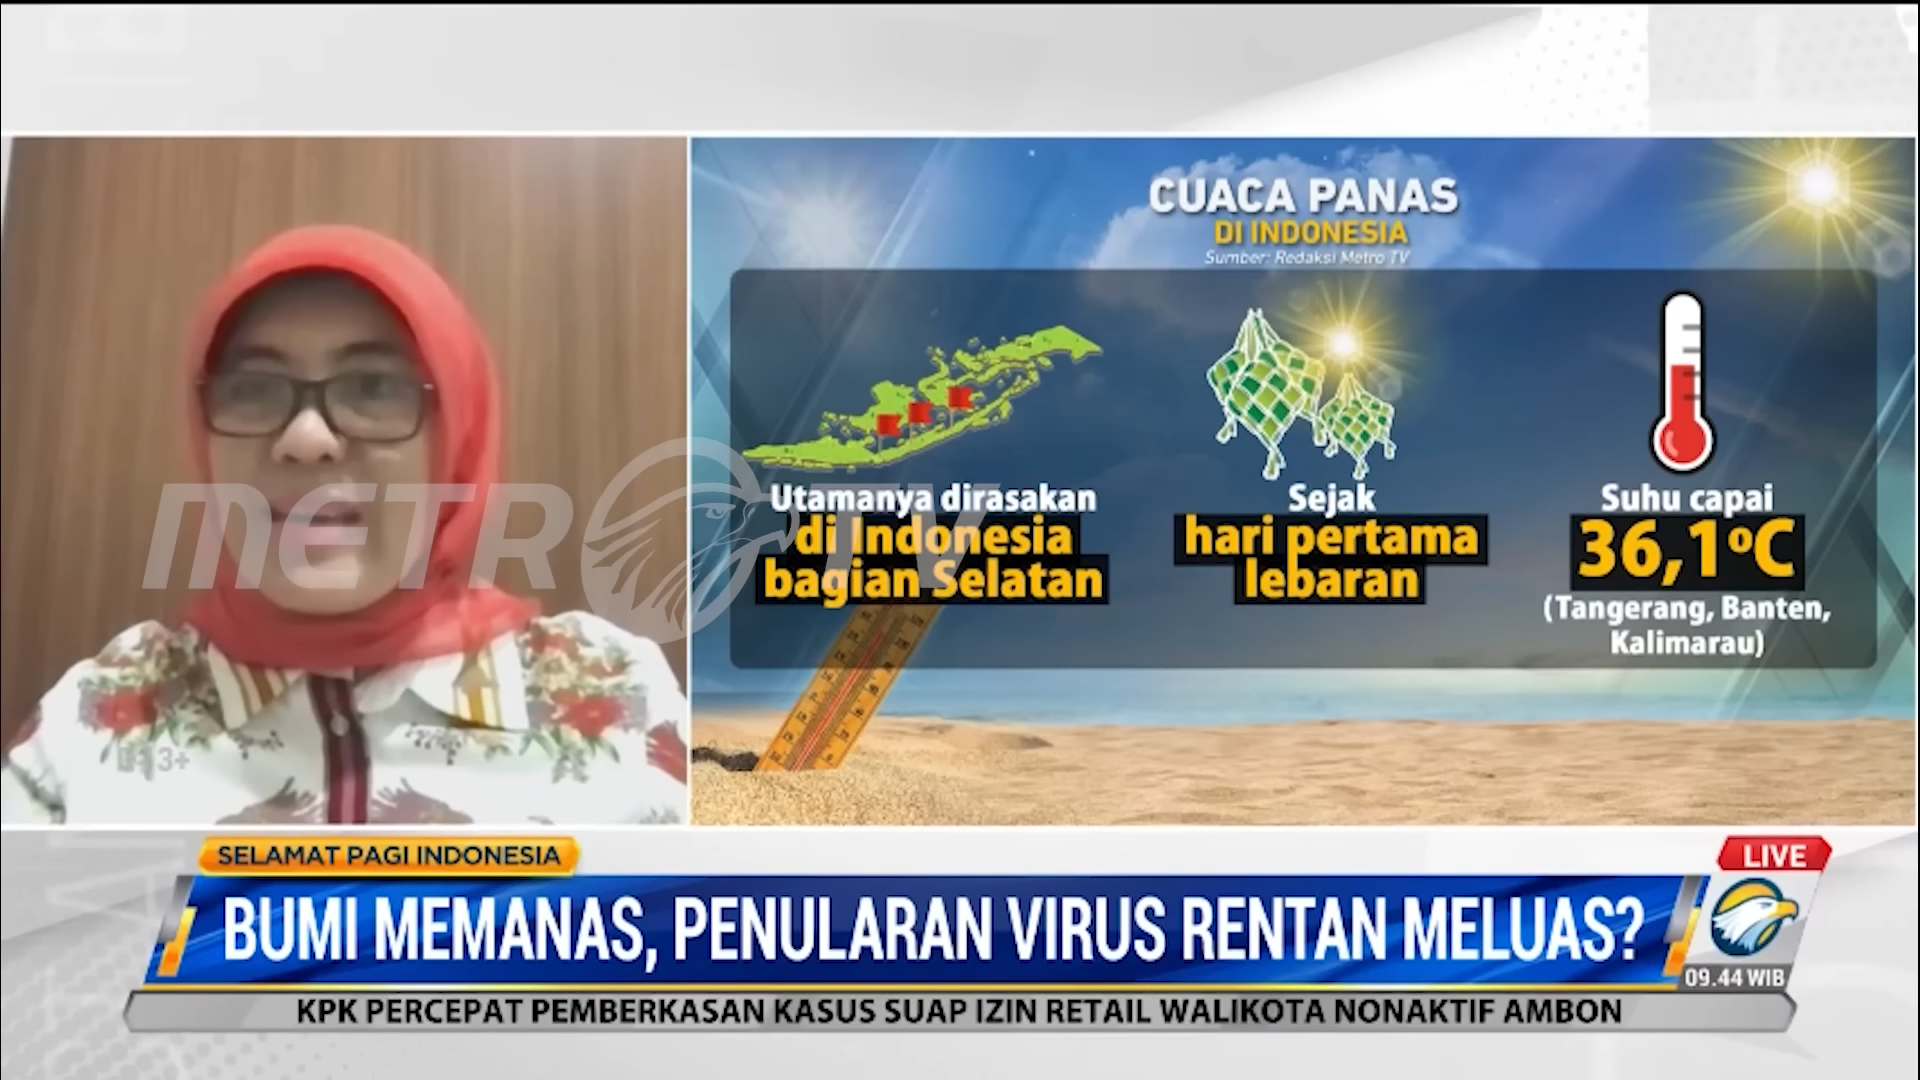 CUACA PANAS
DI INDONESIA
Sumber: Redaksi Metro TV
Utamanya dirasakan
di Indonesia
bagian Selatan
Sejak
hari pertama
lebaran
Suhu capai
36,1ºC
(Tangerang, Banten,
Kalimarau)
METRO TV
SELAMAT PAGI INDONESIA
LIVE
BUMI MEMANAS, PENULARAN VIRUS RENTAN MELUAS?
09.44 WIB
KPK PERCEPAT PEMBERKASAN KASUS SUAP IZIN RETAIL WALIKOTA NONAKTIF AMBON